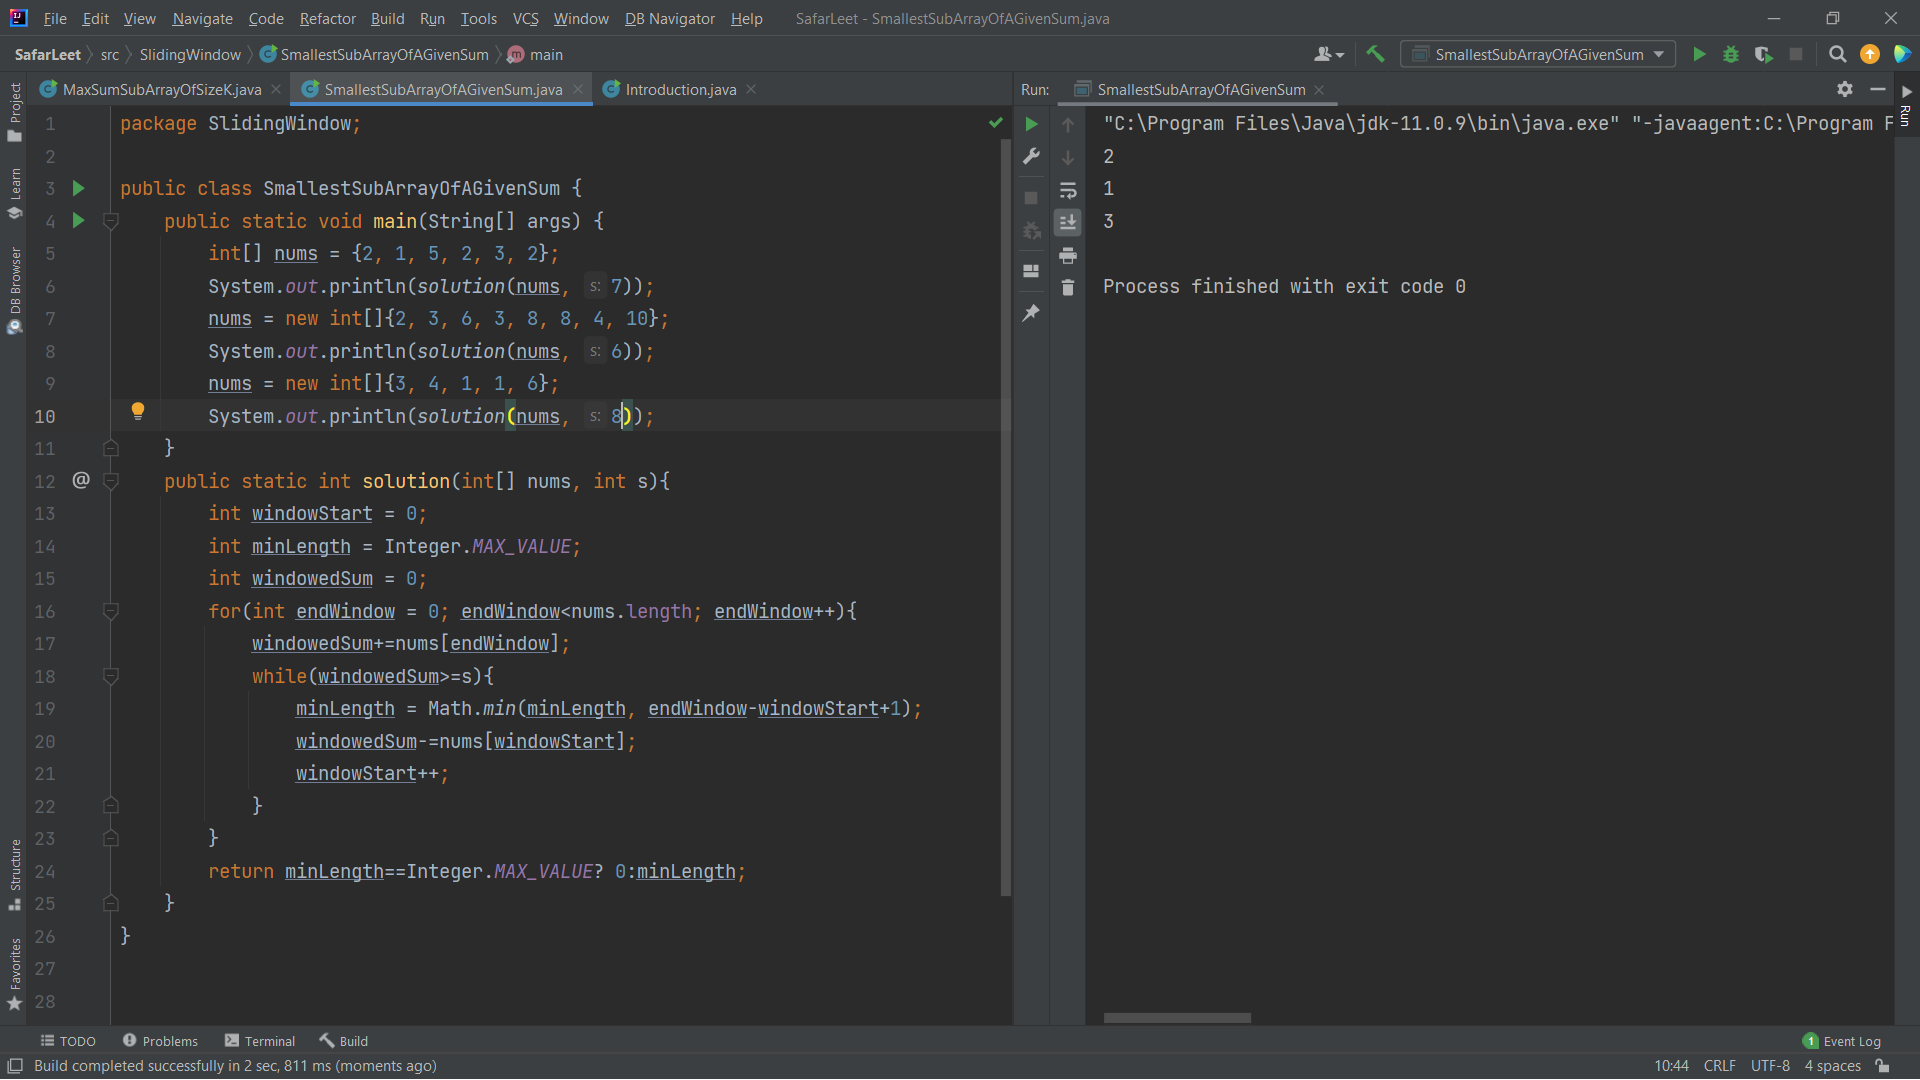 File Edit View Navigate Code Refactor Build Run Tools VCS Window DB Navigator Help SafarLeet - SmallestSubArrayOfAGivenSum.java
SafarLeet src SlidingWindow SmallestSubArrayOfAGivenSum m main SmallestSubArrayOfAGivenSum
MaxSumSubArrayOfSizeK.java SmallestSubArrayOfAGivenSum.java Introduction.java Run: SmallestSubArrayOfAGivenSum
Project
Learn
DB Browser
Structure
Favorites
1 package SlidingWindow;
2
3 public class SmallestSubArrayOfAGivenSum {
4 public static void main(String[] args) {
5 int[] nums = {2, 1, 5, 2, 3, 2};
6 System.out.println(solution(nums, s: 7));
7 nums = new int[]{2, 3, 6, 3, 8, 8, 4, 10};
8 System.out.println(solution(nums, s: 6));
9 nums = new int[]{3, 4, 1, 1, 6};
10 System.out.println(solution(nums, s: 8));
11 }
12 @ public static int solution(int[] nums, int s){
13 int windowStart = 0;
14 int minLength = Integer.MAX_VALUE;
15 int windowedSum = 0;
16 for(int endWindow = 0; endWindow<nums.length; endWindow++){
17 windowedSum+=nums[endWindow];
18 while(windowedSum>=s){
19 minLength = Math.min(minLength, endWindow-windowStart+1);
20 windowedSum-=nums[windowStart];
21 windowStart++;
22 }
23 }
24 return minLength==Integer.MAX_VALUE? 0:minLength;
25 }
26 }
27
28
"C:\Program Files\Java\jdk-11.0.9\bin\java.exe" "-javaagent:C:\Program F
2
1
3
Process finished with exit code 0
Run
TODO Problems Terminal Build 1 Event Log
Build completed successfully in 2 sec, 811 ms (moments ago) 10:44 CRLF UTF-8 4 spaces